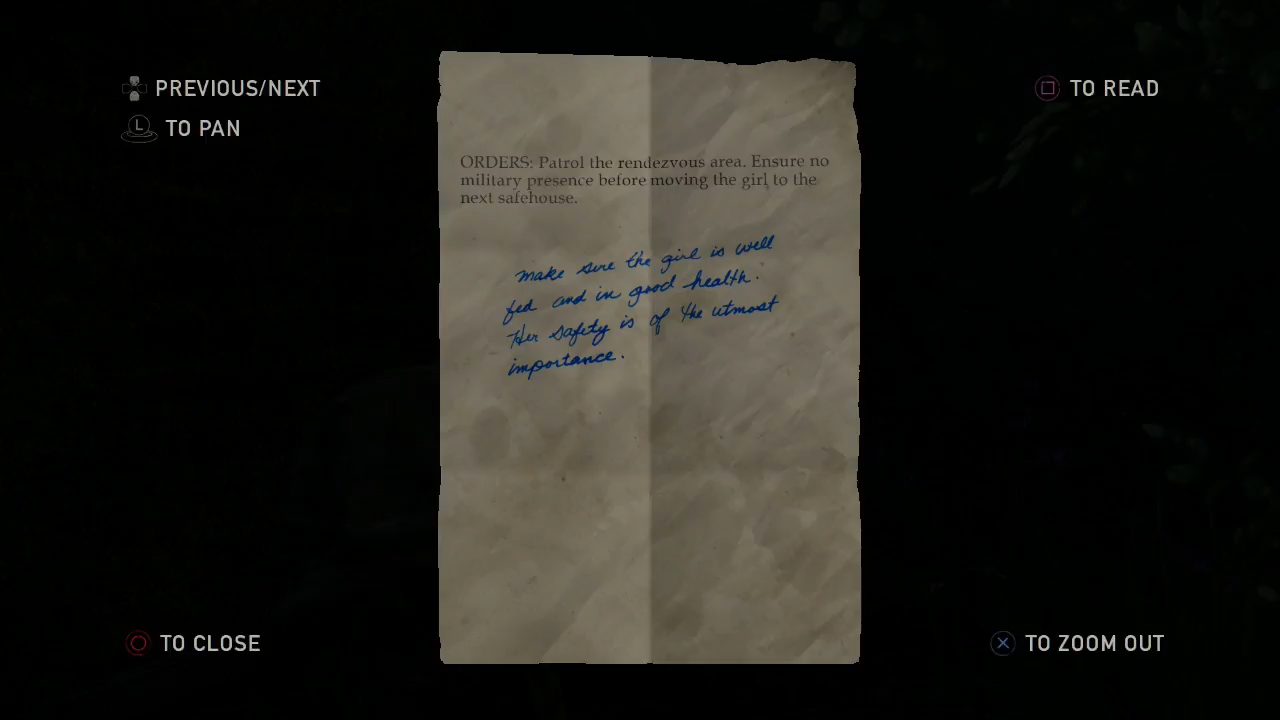 PREVIOUS/NEXT
L TO PAN
TO READ
ORDERS: Patrol the rendezvous area. Ensure no
military presence before moving the girl to the
next safehouse.
make sure the girl is well
fed and in good health.
Her safety is of the utmost
importance.
TO CLOSE
TO ZOOM OUT